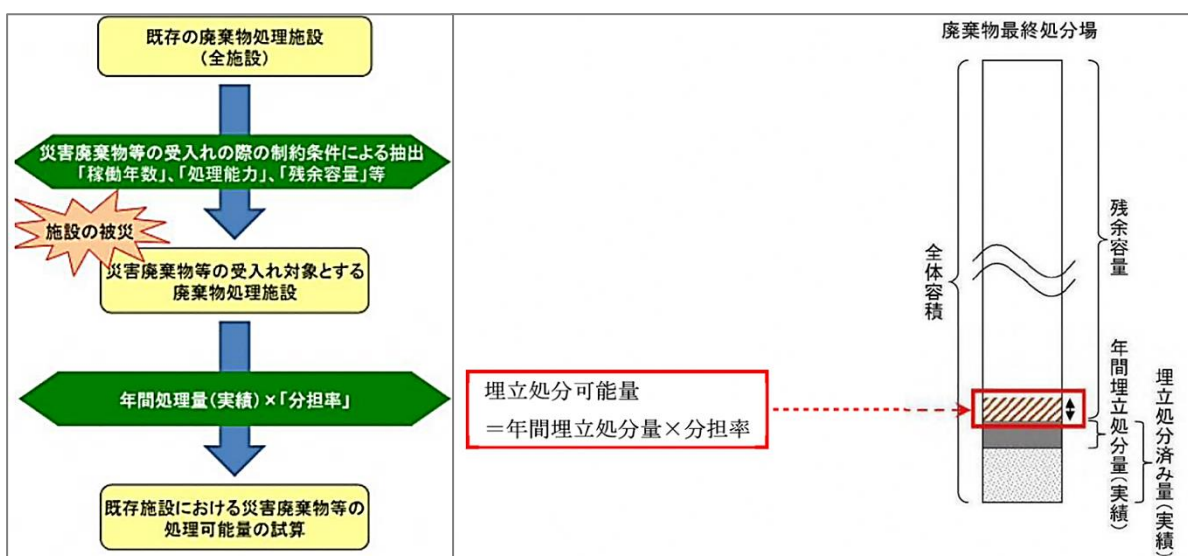 既存の廃棄物処理施設
(全施設)
災害廃棄物等の受入れの際の制約条件による抽出
「稼働年数」、「処理能力」、「残余容量」等
施設の被災
災害廃棄物等の受入れ対象とする
廃棄物処理施設
年間処理量(実績)×「分担率」
既存施設における災害廃棄物等の
処理可能量の試算
埋立処分可能量
＝年間埋立処分量×分担率
廃棄物最終処分場
全体容積
残余容量
年間埋立処分量(実績)
埋立処分済み量(実績)